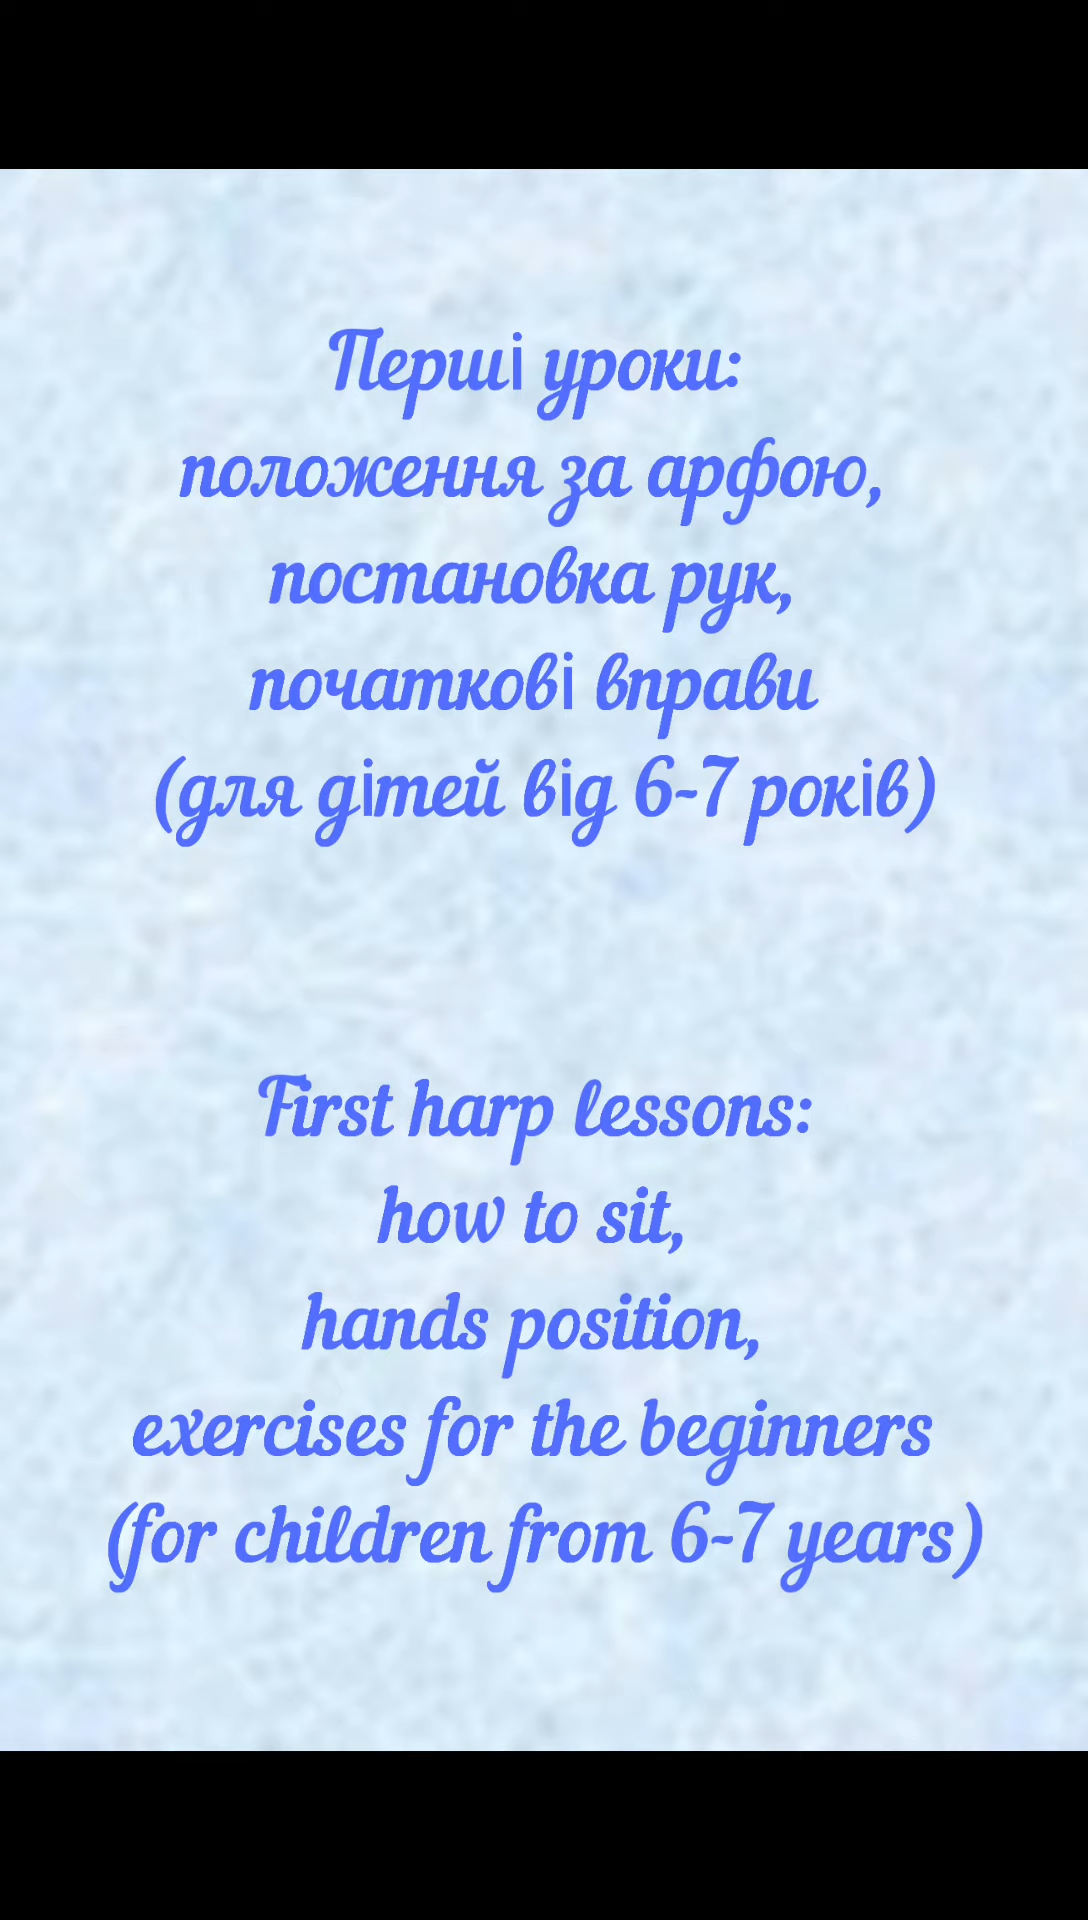 Перші уроки:
положення за арфою,
постановка рук,
початкові вправи
(для дітей від 6-7 років)
First harp lessons:
how to sit,
hands position,
exercises for the beginners
(for children from 6-7 years)